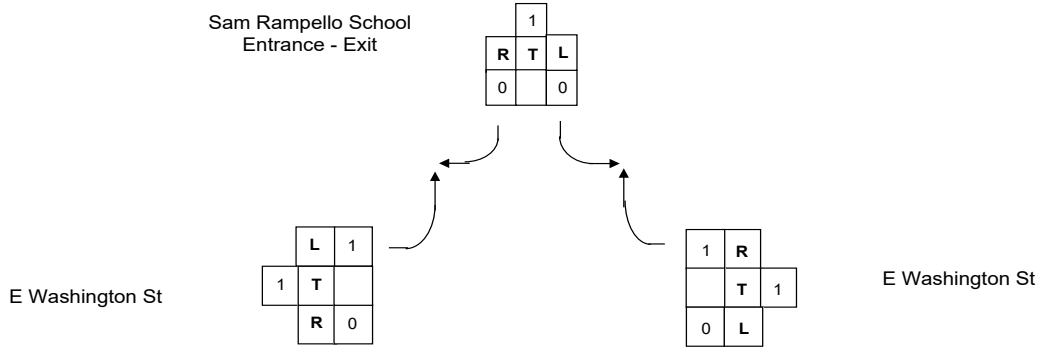 Sam Rampello School
Entrance - Exit
1
R T L
0 0
L 1
1 T
R 0
E Washington St
1 R
T 1
0 L
E Washington St